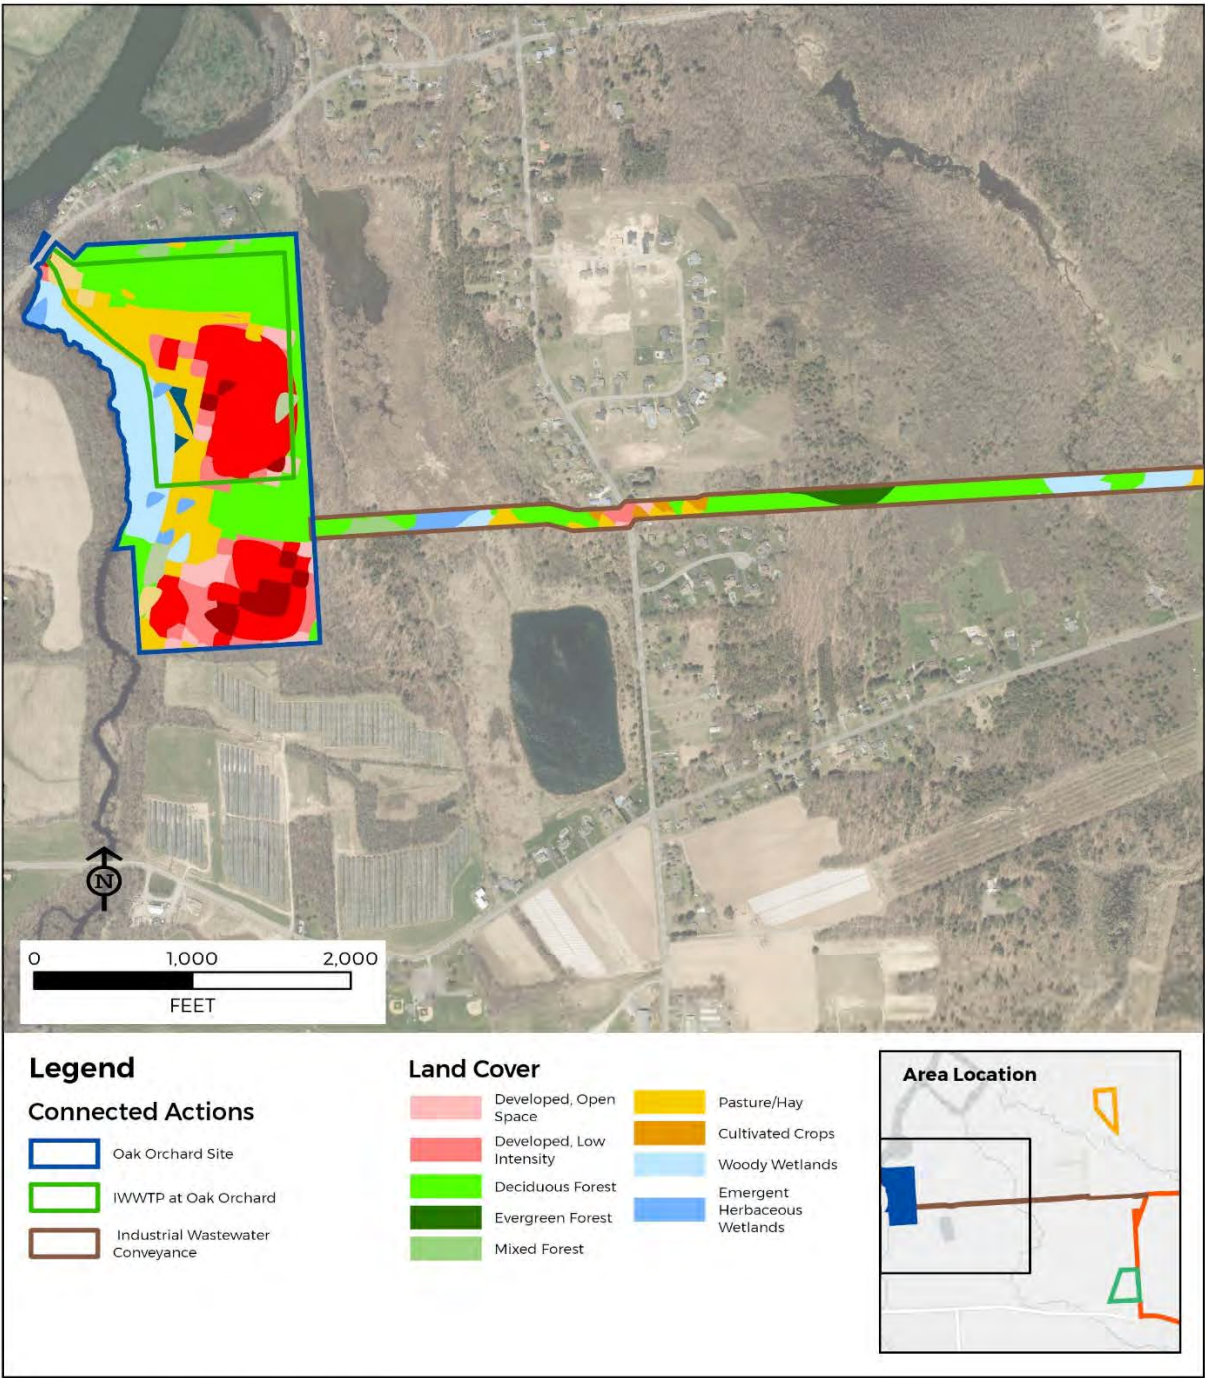 N
0 1,000 2,000
FEET
Legend
Connected Actions
Oak Orchard Site
IWWTP at Oak Orchard
Industrial Wastewater
Conveyance
Land Cover
Developed, Open
Space
Developed, Low
Intensity
Deciduous Forest
Evergreen Forest
Mixed Forest
Pasture/Hay
Cultivated Crops
Woody Wetlands
Emergent
Herbaceous
Wetlands
Area Location